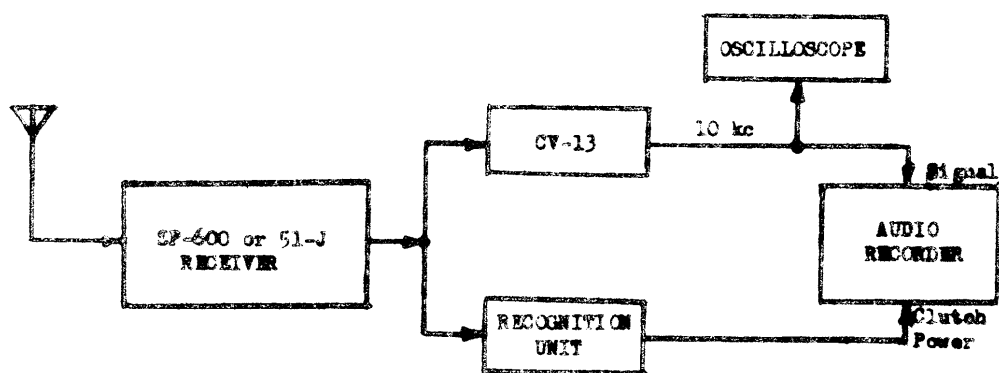 OSCILLOSCOPE
CV-13
10 kc
Signal
SP-600 or 51-J
RECEIVER
AUDIO
RECORDER
RECOGNITION
UNIT
Clutch
Power